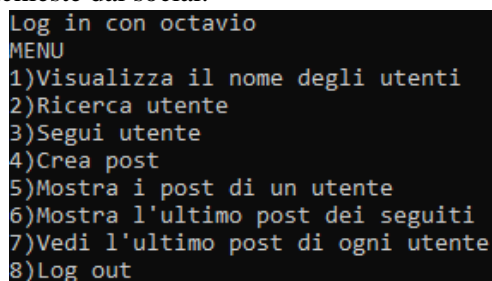 Log in con octavio
MENU
1)Visualizza il nome degli utenti
2)Ricerca utente
3)Segui utente
4)Crea post
5)Mostra i post di un utente
6)Mostra l'ultimo post dei seguiti
7)Vedi l'ultimo post di ogni utente
8)Log out